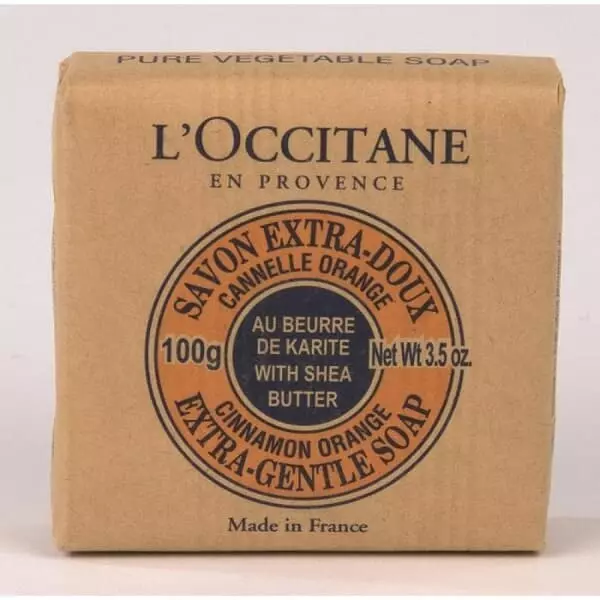 PURE VEGETABLE SOAP
L'OCCITANE
EN PROVENCE
SAVON EXTRA-DOUX
CANNELLE ORANGE
100g
AU BEURRE
DE KARITE
WITH SHEA
BUTTER
Net Wt 3.5 oz.
CINNAMON ORANGE
EXTRA-GENTLE SOAP
Made in France